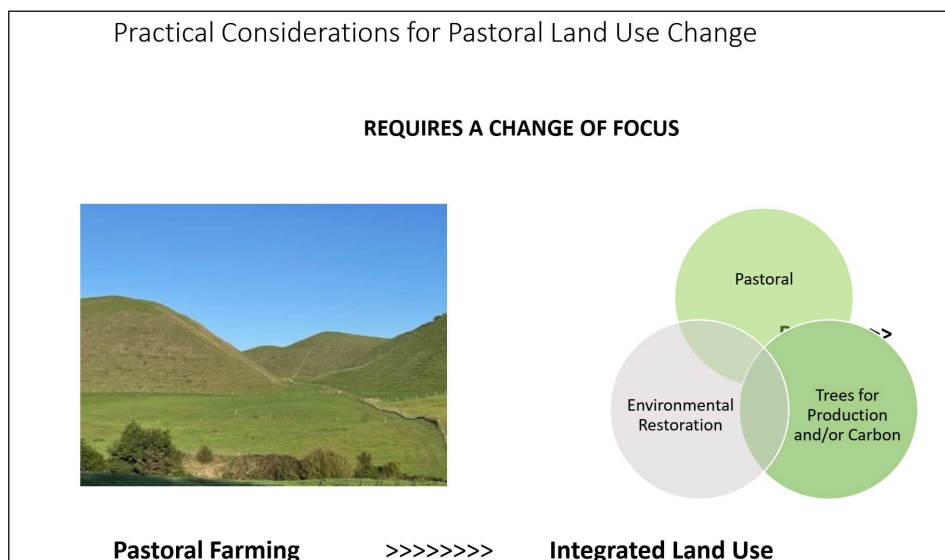 Practical Considerations for Pastoral Land Use Change
REQUIRES A CHANGE OF FOCUS
Pastoral
Environmental
Restoration
Trees for
Production
and/or Carbon
Pastoral Farming >>>>>>>> Integrated Land Use